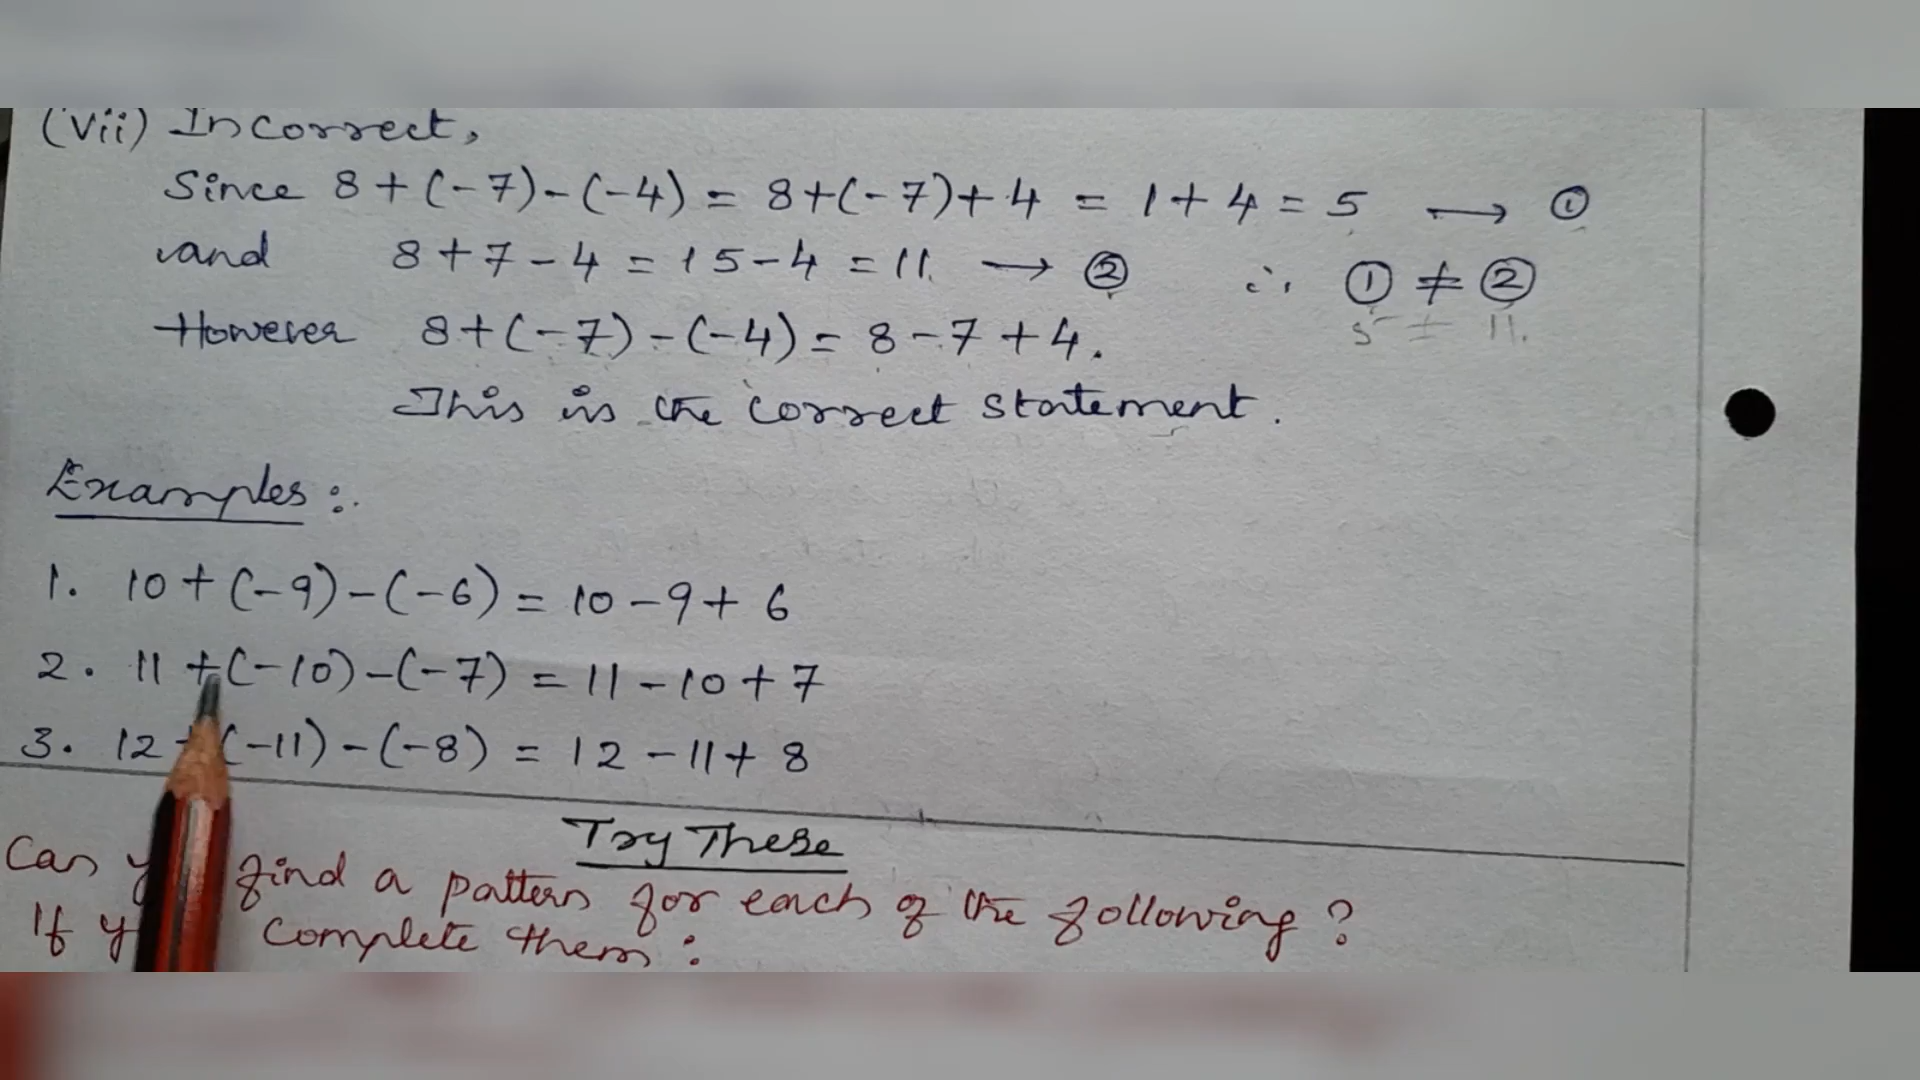 (vii) Incorrect,
Since 8 + (-7) - (-4) = 8 + (-7) + 4 = 1 + 4 = 5 → ①
and 8 + 7 - 4 = 15 - 4 = 11 → ② ∴ ① ≠ ②
5 ≠ 11.
However 8 + (-7) - (-4) = 8 - 7 + 4.
This is the correct statement.
Examples:
1. 10 + (-9) - (-6) = 10 - 9 + 6
2. 11 + (-10) - (-7) = 11 - 10 + 7
3. 12 + (-11) - (-8) = 12 - 11 + 8
Try These
Can find a pattern for each of the following?
If complete them: